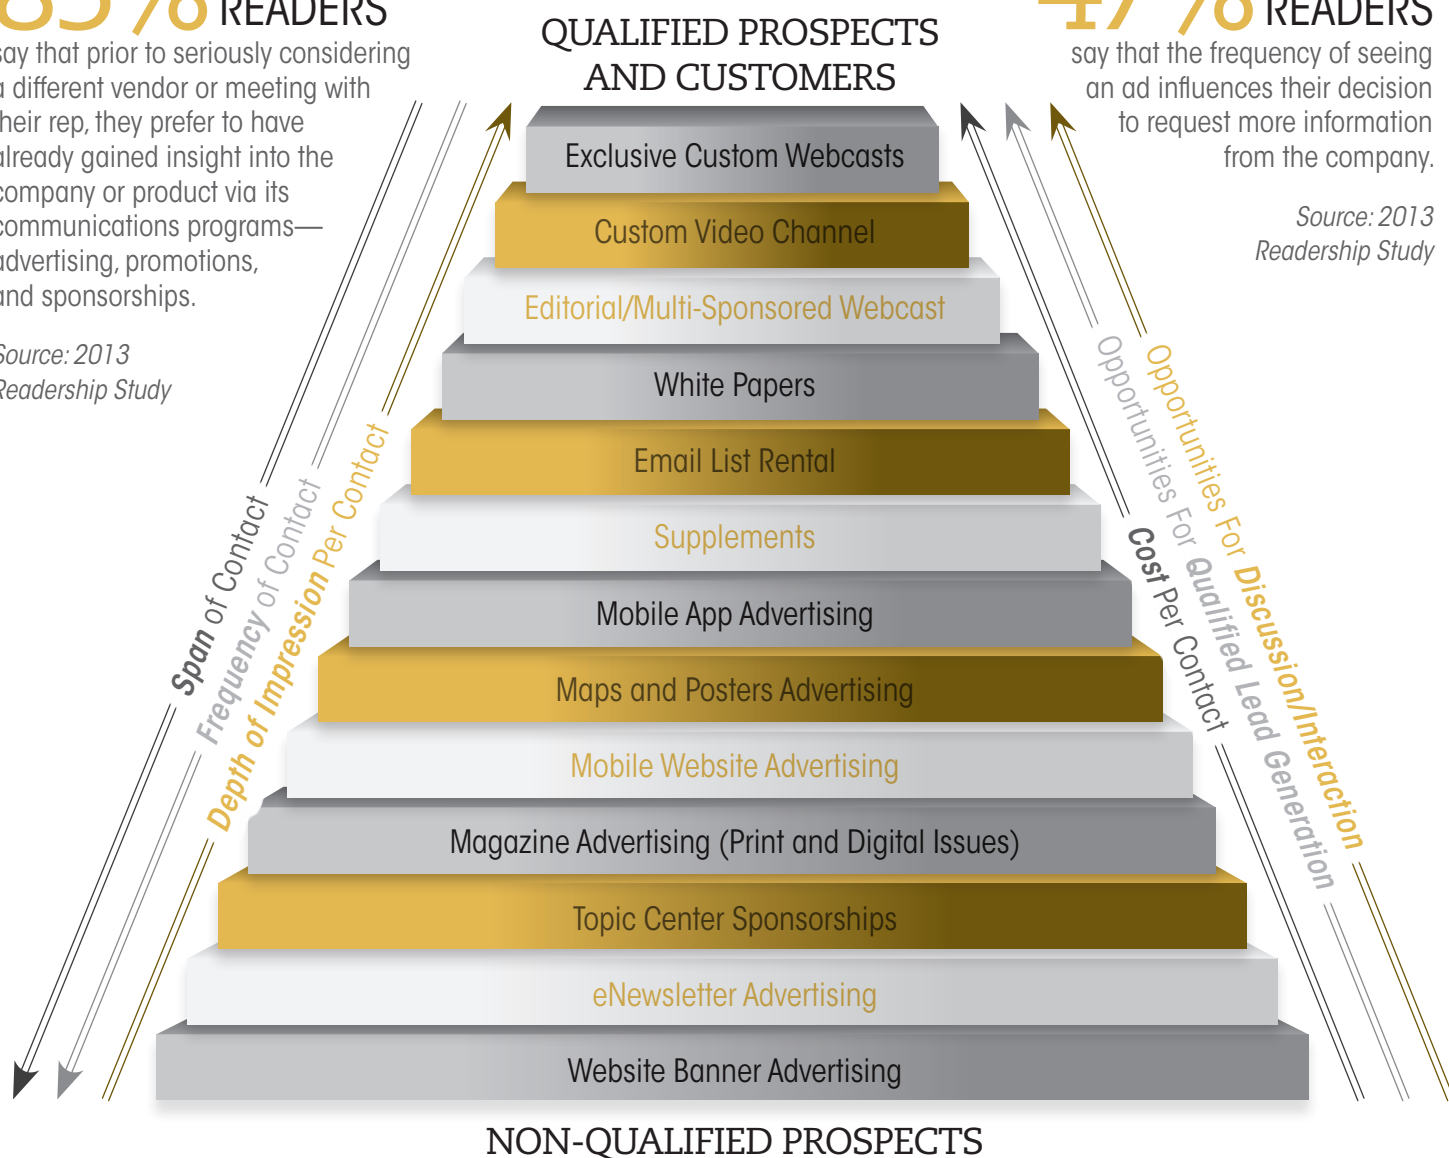 85% READERS
say that prior to seriously considering
a different vendor or meeting with
their rep, they prefer to have
already gained insight into the
company or product via its
communications programs—
advertising, promotions,
and sponsorships.
Source: 2013
Readership Study
QUALIFIED PROSPECTS
AND CUSTOMERS
47% READERS
say that the frequency of seeing
an ad influences their decision
to request more information
from the company.
Source: 2013
Readership Study
Exclusive Custom Webcasts
Custom Video Channel
Editorial/Multi-Sponsored Webcast
White Papers
Email List Rental
Supplements
Mobile App Advertising
Maps and Posters Advertising
Mobile Website Advertising
Magazine Advertising (Print and Digital Issues)
Topic Center Sponsorships
eNewsletter Advertising
Website Banner Advertising
Span of Contact
Frequency of Contact
Depth of Impression Per Contact
Cost Per Contact
Opportunities For Qualified Lead Generation
Opportunities For Discussion/Interaction
NON-QUALIFIED PROSPECTS